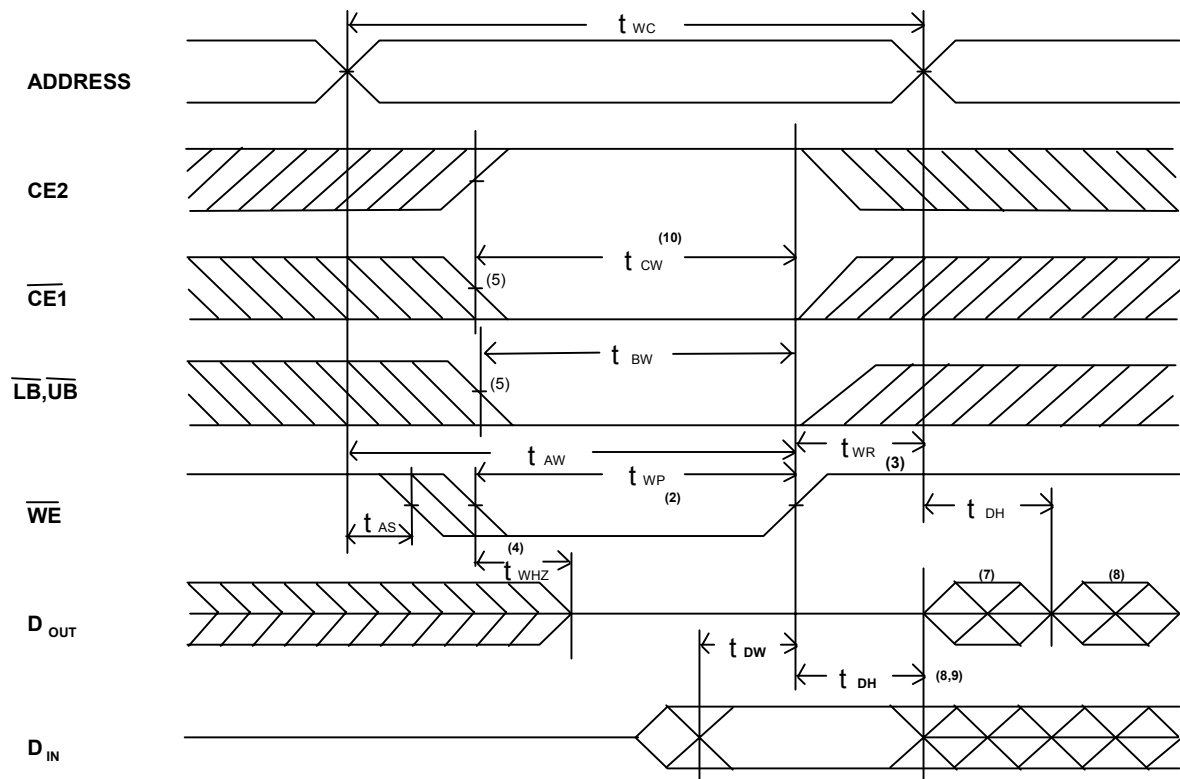 t WC
ADDRESS
CE2
(10)
t CW
CE1
(5)
t BW
LB,UB
(5)
t AW
t WR
(3)
t WP
(2)
WE
t AS
t DH
(4)
t WHZ
(7)
(8)
D OUT
t DW
t DH
(8,9)
D IN